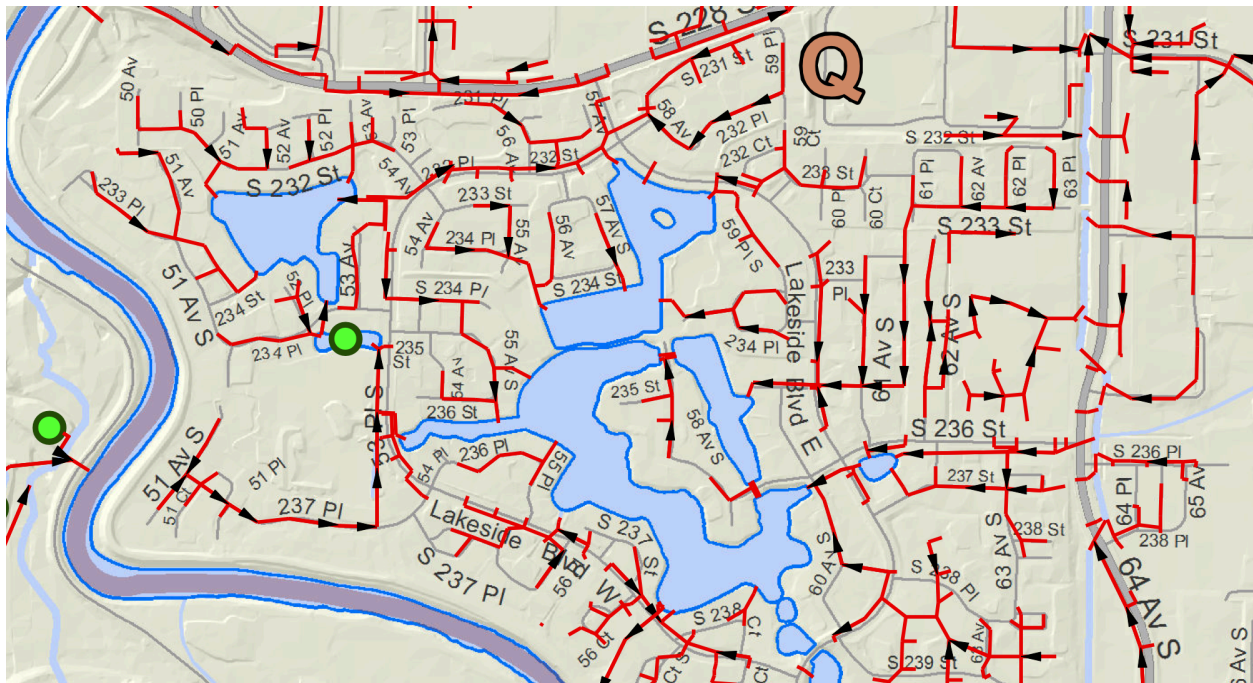 S 228 S
Q
S 231 St
59 Pl
S 231 St
50 Av
50 Pl
51 Av
52 Av
52 Pl
53 Av
53 Pl
231 Pl
57 Av
58 Av
232 Pl
59 Ct
S 232 St
56 Av
232 St
232 Pl
232 Ct
233 St
51 Av
S 232 St
54 Av
61 Pl
62 Av
62 Pl
63 Pl
233 Pl
233 St
60 Pl
60 Ct
S 233 St
54 Av
55 Av
56 Av
57 Av S
59 Pl S
234 Pl
53 Av
51 Av S
234 St
S 234 Pl
S 234 St
Lakeside Blvd E
233 Pl
61 Av S
62 Av S
234 Pl
235 St
234 Pl
54 Av
55 Av S
235 St
58 Av S
236 St
236 Pl
54 Pl
55 Pl
S 236 St
S 236 Pl
51 Av S
51 Pl
51 Ct
237 Pl
237 St
64 Pl
65 Av
Lakeside Blvd W
S 237 St
S 237 Pl
56 Ct
60 Av
63 Av S
238 St
238 Pl
S 238 Pl
64 Av S
S 238
Ct
Ct S
Ct
S 239 St
63 Av